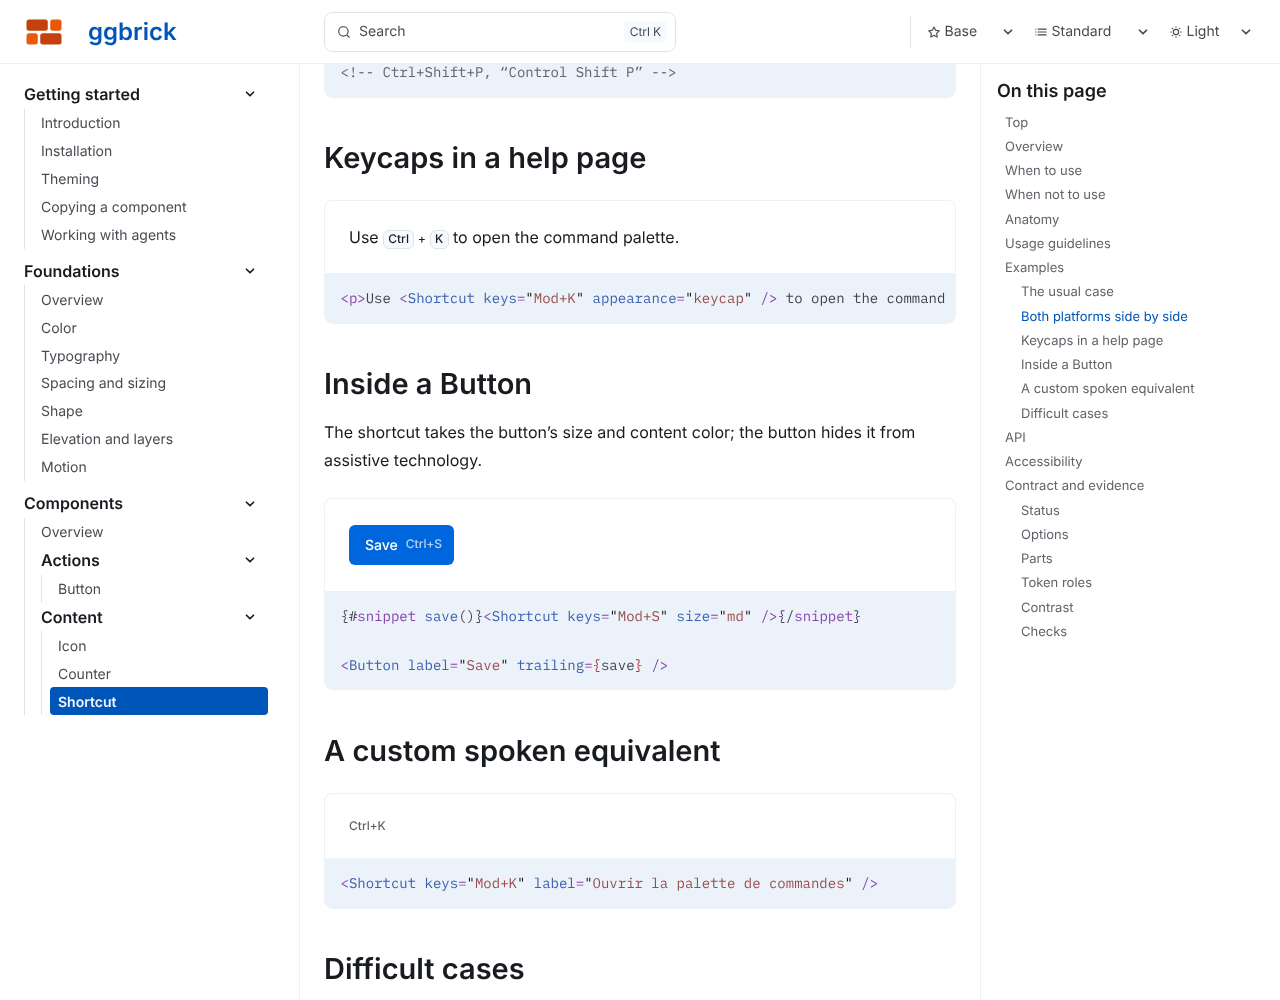 ggbrick
Search
Ctrl K
Base
Standard
Light
Getting started
Introduction
Installation
Theming
Copying a component
Working with agents
Foundations
Overview
Color
Typography
Spacing and sizing
Shape
Elevation and layers
Motion
Components
Overview
Actions
Button
Content
Icon
Counter
Shortcut
<!-- Ctrl+Shift+P, “Control Shift P” -->
Keycaps in a help page
Use Ctrl + K to open the command palette.
<p>Use <Shortcut keys="Mod+K" appearance="keycap" /> to open the command
Inside a Button
The shortcut takes the button’s size and content color; the button hides it from
assistive technology.
Save Ctrl+S
{#snippet save()}<Shortcut keys="Mod+S" size="md" />{/snippet}
<Button label="Save" trailing={save} />
A custom spoken equivalent
Ctrl+K
<Shortcut keys="Mod+K" label="Ouvrir la palette de commandes" />
Difficult cases
On this page
Top
Overview
When to use
When not to use
Anatomy
Usage guidelines
Examples
The usual case
Both platforms side by side
Keycaps in a help page
Inside a Button
A custom spoken equivalent
Difficult cases
API
Accessibility
Contract and evidence
Status
Options
Parts
Token roles
Contrast
Checks